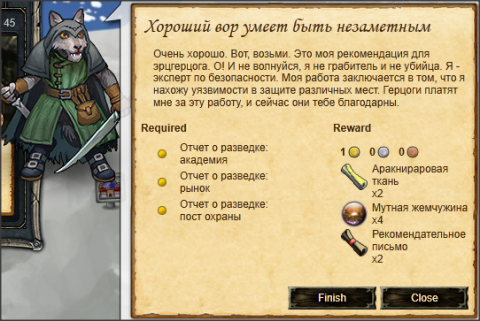 45
Хороший вор умеет быть незаметным
Очень хорошо. Вот, возьми. Это моя рекомендация для
эрцгерцога. О! И не волнуйся, я не грабитель и не убийца. Я -
эксперт по безопасности. Моя работа заключается в том, что я
нахожу уязвимости в защите различных мест. Герцоги платят
мне за эту работу, и сейчас они тебе благодарны.
Required
Отчет о разведке:
академия
Отчет о разведке:
рынок
Отчет о разведке:
пост охраны
Reward
1 0 0
Аракнираровая
ткань
x2
Мутная жемчужина
x4
Рекомендательное
письмо
x2
Finish
Close